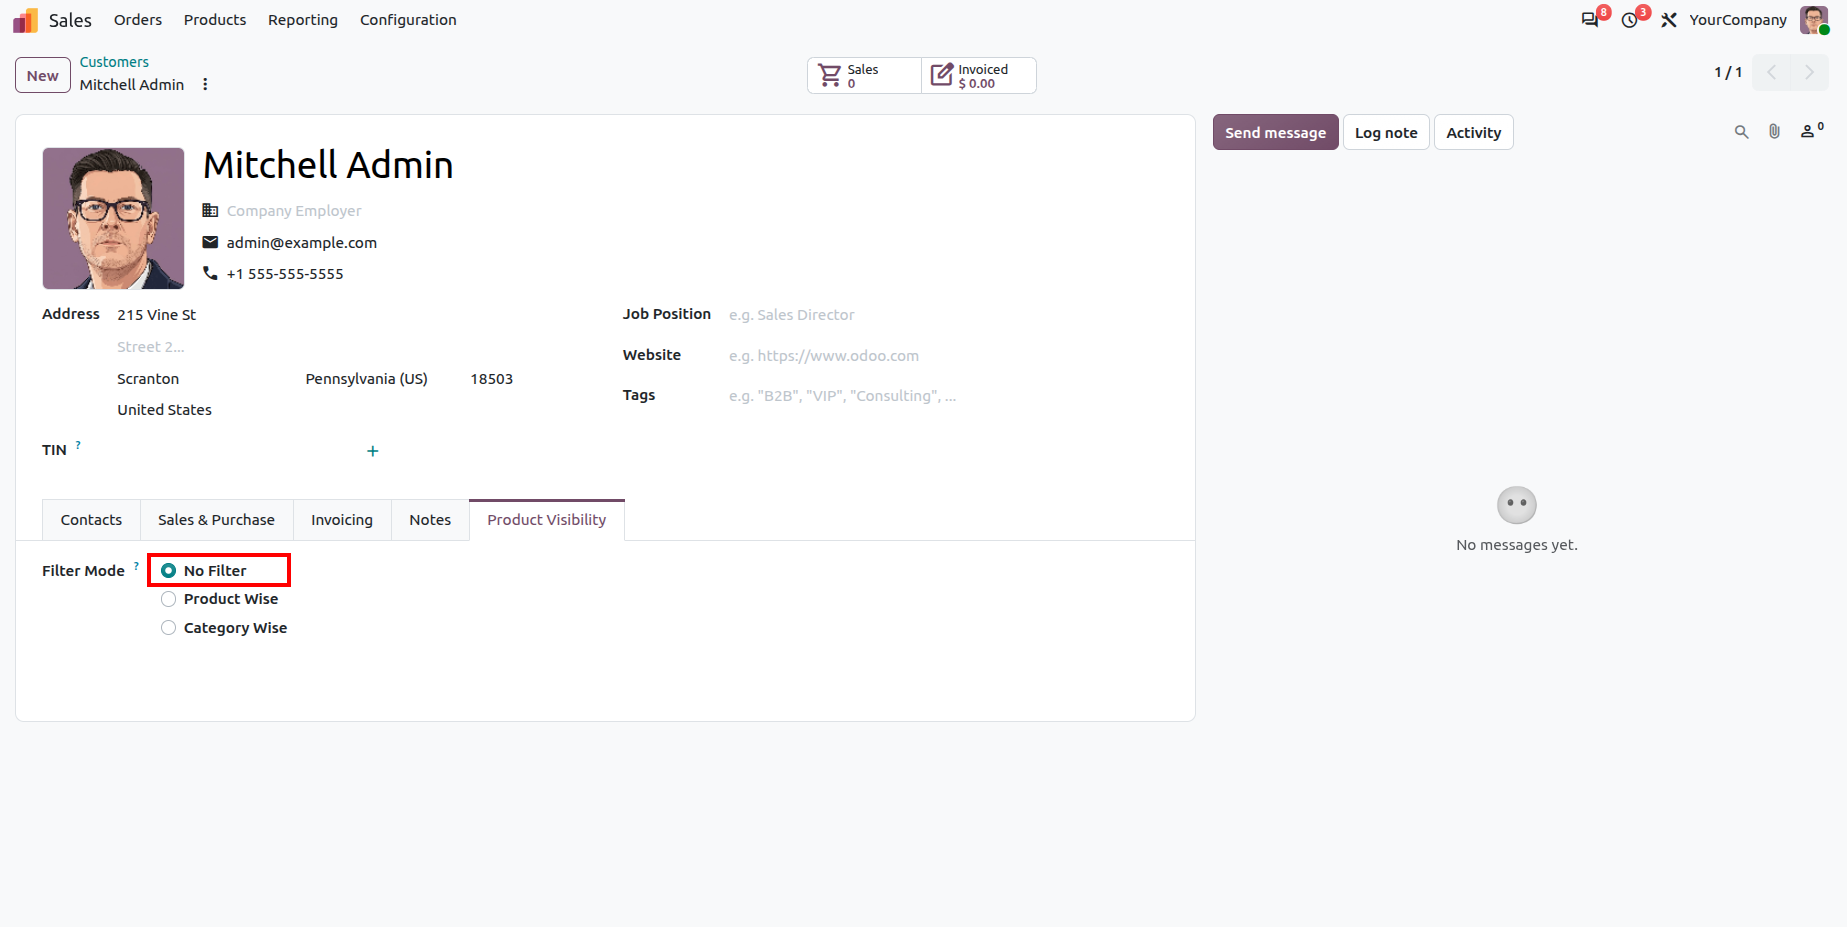 Sales Orders Products Reporting Configuration 8 3 YourCompany
New Customers
Mitchell Admin
Sales 0
Invoiced $ 0.00
1 / 1
Mitchell Admin
Company Employer
admin@example.com
+1 555-555-5555
Address 215 Vine St
Street 2...
Scranton Pennsylvania (US) 18503
United States
TIN ? +
Job Position e.g. Sales Director
Website e.g. https://www.odoo.com
Tags e.g. "B2B", "VIP", "Consulting", ...
Contacts Sales & Purchase Invoicing Notes Product Visibility
Filter Mode ? No Filter
Product Wise
Category Wise
Send message Log note Activity 0
No messages yet.